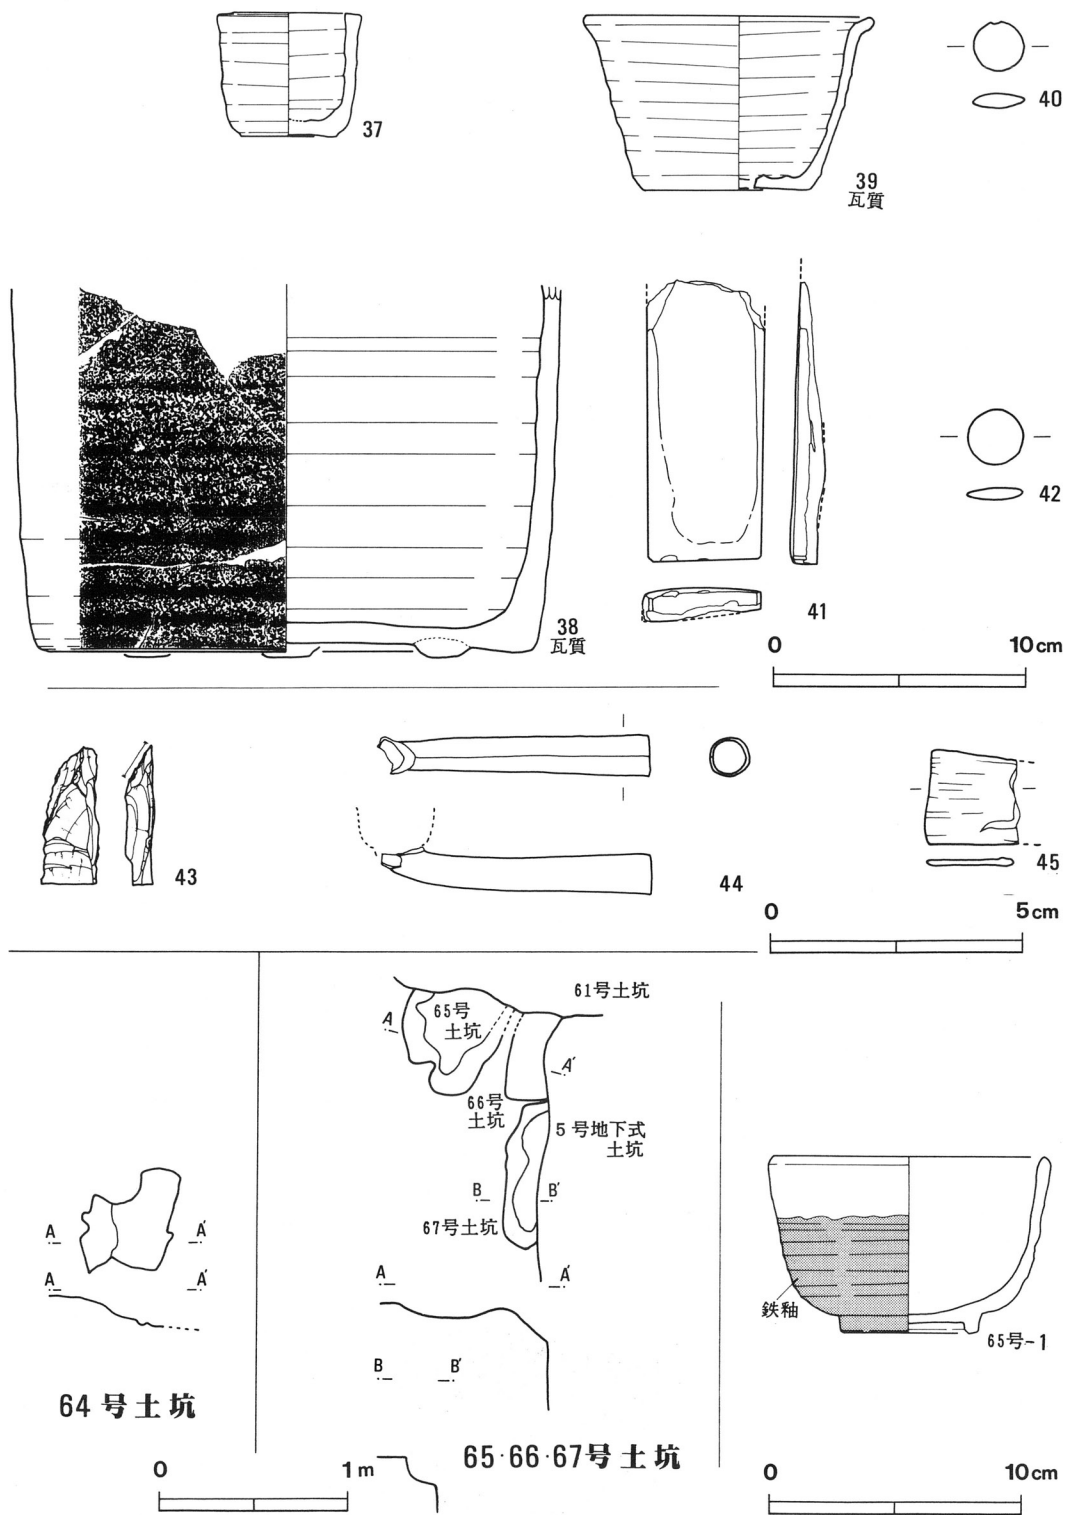 37
39
瓦質
40
38
瓦質
41
42
0 10cm
43
44
45
0 5cm
61号土坑
65号
土坑
A
A′
66号
土坑
5号地下式
土坑
B B′
67号土坑
A A′
B B′
65·66·67号土坑
A A′
A A′
64号土坑
0 1m
鉄釉
65号-1
0 10cm